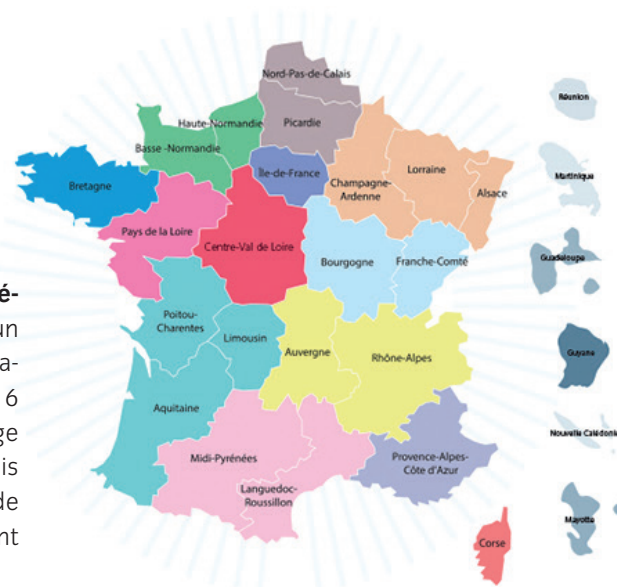 Nord-Pas-de-Calais
Picardie
Haute-Normandie
Basse -Normandie
Île-de-France
Champagne-
Ardenne
Lorraine
Alsace
Bretagne
Pays de la Loire
Centre-Val de Loire
Bourgogne
Franche-Comté
Poitou-
Charentes
Limousin
Auvergne
Rhône-Alpes
Aquitaine
Midi-Pyrénées
Languedoc-
Roussillon
Provence-Alpes-
Côte d'Azur
Corse
Réunion
Martinique
Guadeloupe
Guyane
Nouvelle Calédonie
Mayotte
é-
un
a-
6
ge
is
de
nt